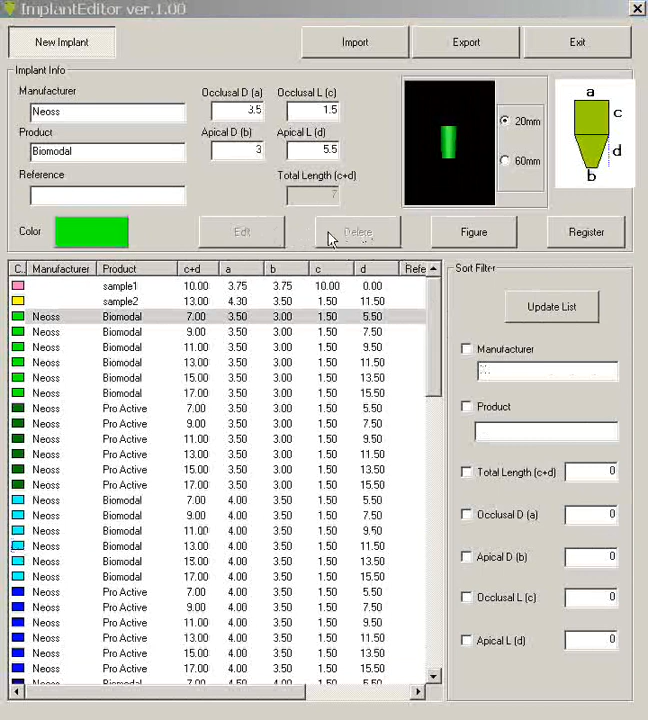 ImplantEditor ver.1.00
New Implant
Import
Export
Exit
Implant Info
Manufacturer
Neoss
Product
Biomodal
Reference
Occlusal D (a)
3.5
Occlusal L (c)
1.5
Apical D (b)
3
Apical L (d)
5.5
Total Length (c+d)
7
20mm
60mm
a
c
d
b
Color
Edit
Delete
Figure
Register
C.. Manufacturer Product c+d a b c d Refe
sample1 10.00 3.75 3.75 10.00 0.00
sample2 13.00 4.30 3.50 1.50 11.50
Neoss Biomodal 7.00 3.50 3.00 1.50 5.50
Neoss Biomodal 9.00 3.50 3.00 1.50 7.50
Neoss Biomodal 11.00 3.50 3.00 1.50 9.50
Neoss Biomodal 13.00 3.50 3.00 1.50 11.50
Neoss Biomodal 15.00 3.50 3.00 1.50 13.50
Neoss Biomodal 17.00 3.50 3.00 1.50 15.50
Neoss Pro Active 7.00 3.50 3.00 1.50 5.50
Neoss Pro Active 9.00 3.50 3.00 1.50 7.50
Neoss Pro Active 11.00 3.50 3.00 1.50 9.50
Neoss Pro Active 13.00 3.50 3.00 1.50 11.50
Neoss Pro Active 15.00 3.50 3.00 1.50 13.50
Neoss Pro Active 17.00 3.50 3.00 1.50 15.50
Neoss Biomodal 7.00 4.00 3.50 1.50 5.50
Neoss Biomodal 9.00 4.00 3.50 1.50 7.50
Neoss Biomodal 11.00 4.00 3.50 1.50 9.50
Neoss Biomodal 13.00 4.00 3.50 1.50 11.50
Neoss Biomodal 15.00 4.00 3.50 1.50 13.50
Neoss Biomodal 17.00 4.00 3.50 1.50 15.50
Neoss Pro Active 7.00 4.00 3.50 1.50 5.50
Neoss Pro Active 9.00 4.00 3.50 1.50 7.50
Neoss Pro Active 11.00 4.00 3.50 1.50 9.50
Neoss Pro Active 13.00 4.00 3.50 1.50 11.50
Neoss Pro Active 15.00 4.00 3.50 1.50 13.50
Neoss Pro Active 17.00 4.00 3.50 1.50 15.50
Neoss Biomodal 7.00 4.50 4.00 1.50 5.50
Sort Filter
Update List
Manufacturer
Product
Total Length (c+d) 0
Occlusal D (a) 0
Apical D (b) 0
Occlusal L (c) 0
Apical L (d) 0